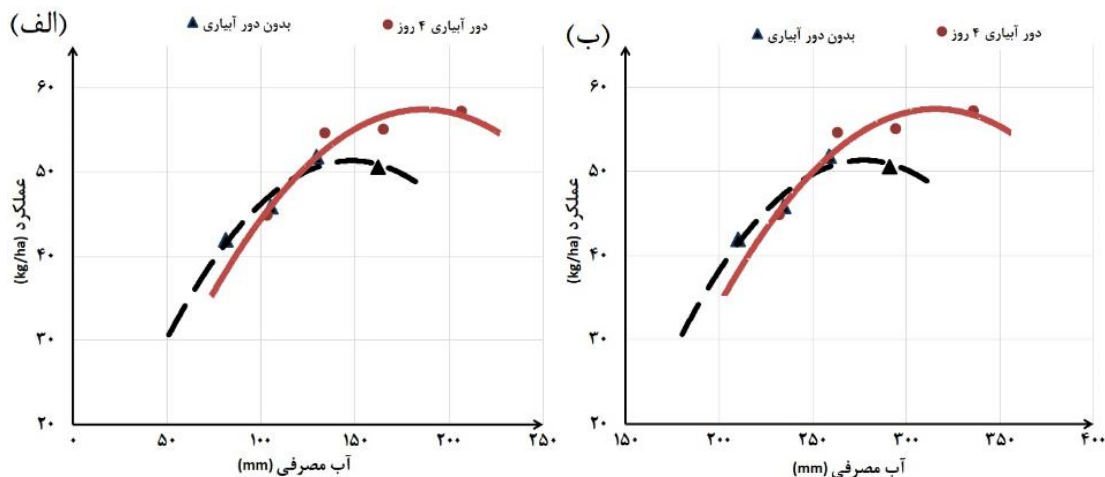 (الف)
بدون دور آبیاری
دور آبیاری ۴ روز
عملکرد (kg/ha)
۶۰
۵۰
۴۰
۳۰
۲۰
۰ ۵۰ ۱۰۰ ۱۵۰ ۲۰۰ ۲۵۰
آب مصرفی (mm)
(ب)
بدون دور آبیاری
دور آبیاری ۴ روز
عملکرد (kg/ha)
۶۰
۵۰
۴۰
۳۰
۲۰
۱۵۰ ۲۰۰ ۲۵۰ ۳۰۰ ۳۵۰ ۴۰۰
آب مصرفی (mm)